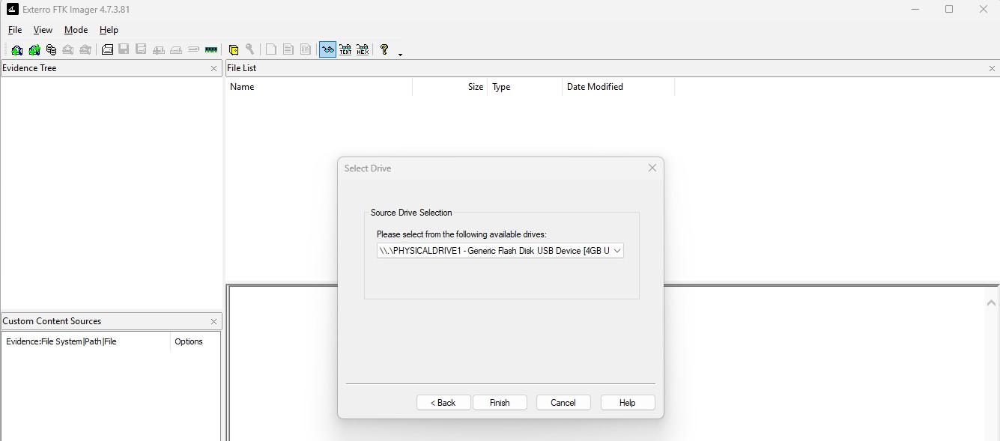 Exterro FTK Imager 4.7.3.81
File View Mode Help
TEXT HEX ?
Evidence Tree
File List
Name Size Type Date Modified
Select Drive
Source Drive Selection
Please select from the following available drives:
\\.\PHYSICALDRIVE1 - Generic Flash Disk USB Device [4GB U
Custom Content Sources
Evidence:File System|Path|File Options
< Back Finish Cancel Help